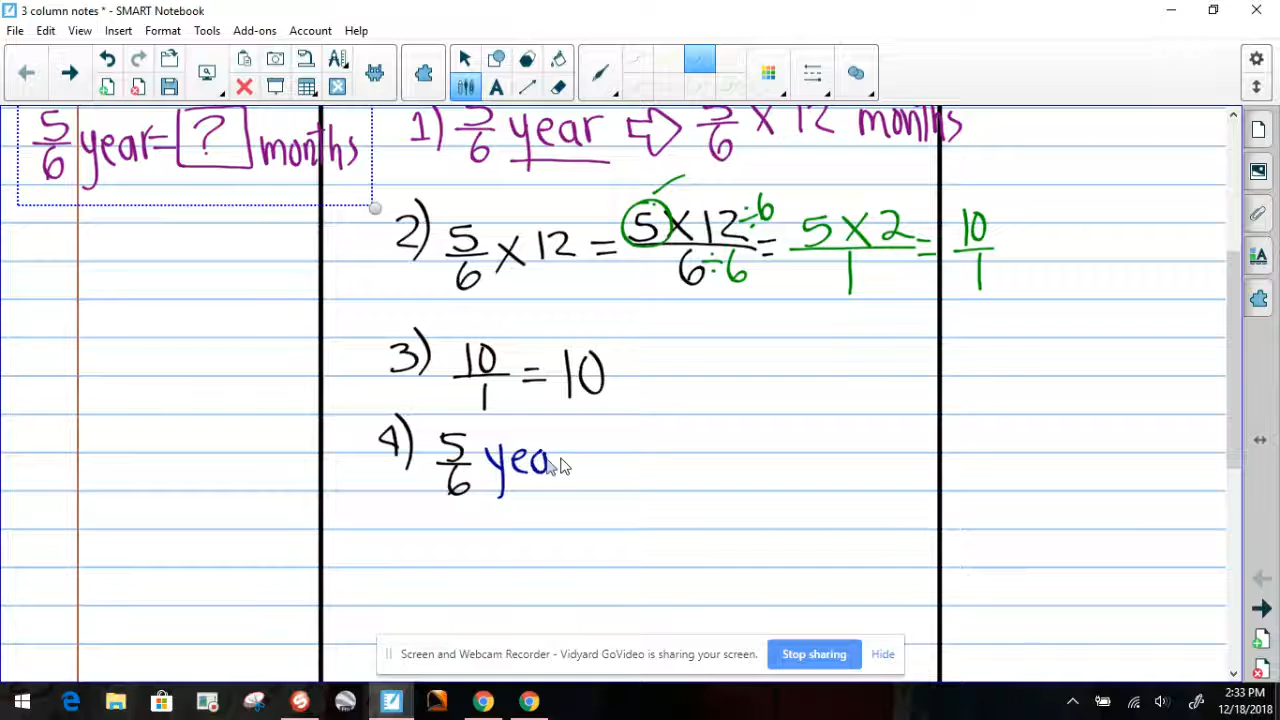 3 column notes * - SMART Notebook
File Edit View Insert Format Tools Add-ons Account Help
5/6 year = ? months
1) 5/6 year ⇨ 5/6 x 12 months
2) 5/6 x 12 = 5 x 12 ÷6 / 6 ÷6 = 5 x 2 / 1 = 10/1
3) 10/1 = 10
4) 5/6 yea
Screen and Webcam Recorder - Vidyard GoVideo is sharing your screen. Stop sharing Hide
2:33 PM
12/18/2018